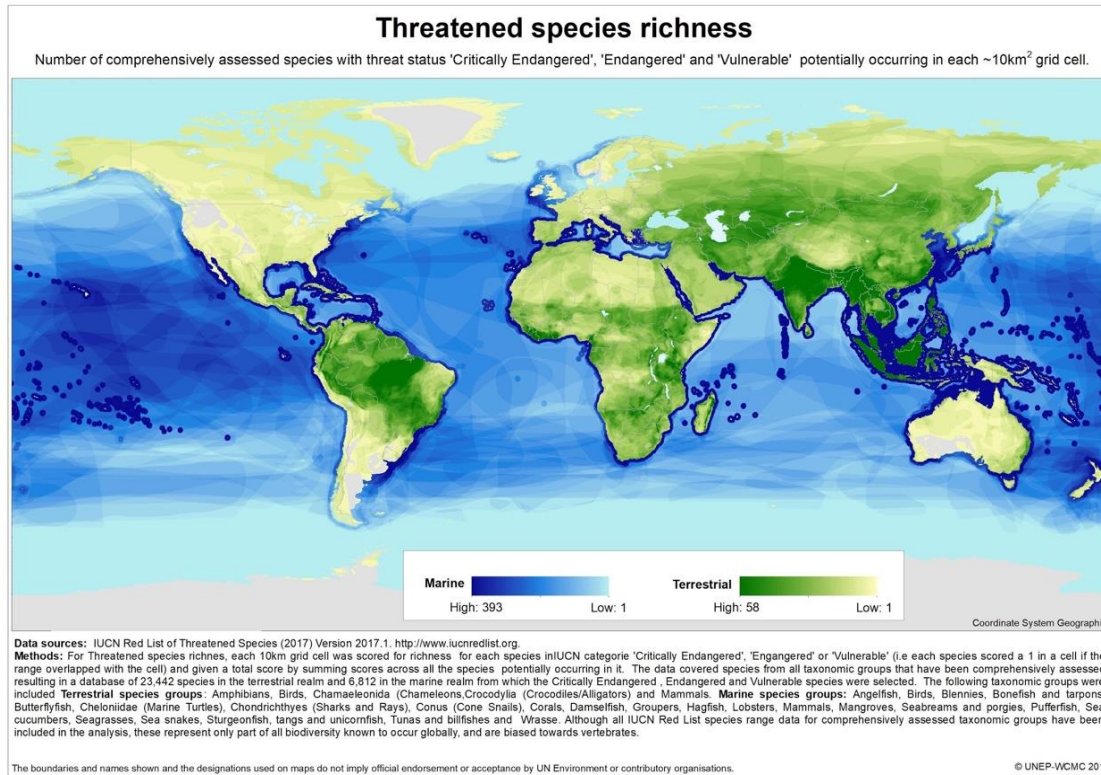 Threatened species richness
Number of comprehensively assessed species with threat status 'Critically Endangered', 'Endangered' and 'Vulnerable' potentially occurring in each ~10km² grid cell.
Marine
High: 393
Low: 1
Terrestrial
High: 58
Low: 1
Coordinate System Geographi
Data sources: IUCN Red List of Threatened Species (2017) Version 2017.1. http://www.iucnredlist.org.
Methods: For Threatened species richnes, each 10km grid cell was scored for richness for each species inIUCN categorie 'Critically Endangered', 'Engangered' or 'Vulnerable' (i.e each species scored a 1 in a cell if the
range overlapped with the cell) and given a total score by summing scores across all the species potentially occurring in it. The data covered species from all taxonomic groups that have been comprehensively assessed
resulting in a database of 23,442 species in the terrestrial realm and 6,812 in the marine realm from which the Critically Endangered , Endangered and Vulnerable species were selected. The following taxonomic groups were
included Terrestrial species groups: Amphibians, Birds, Chamaeleonida (Chameleons,Crocodylia (Crocodiles/Alligators) and Mammals. Marine species groups: Angelfish, Birds, Blennies, Bonefish and tarpons,
Butterflyfish, Cheloniidae (Marine Turtles), Chondrichthyes (Sharks and Rays), Conus (Cone Snails), Corals, Damselfish, Groupers, Hagfish, Lobsters, Mammals, Mangroves, Seabreams and porgies, Pufferfish, Sea
cucumbers, Seagrasses, Sea snakes, Sturgeonfish, tangs and unicornfish, Tunas and billfishes and Wrasse. Although all IUCN Red List species range data for comprehensively assessed taxonomic groups have been
included in the analysis, these represent only part of all biodiversity known to occur globally, and are biased towards vertebrates.
The boundaries and names shown and the designations used on maps do not imply official endorsement or acceptance by UN Environment or contributory organisations.
© UNEP-WCMC 201